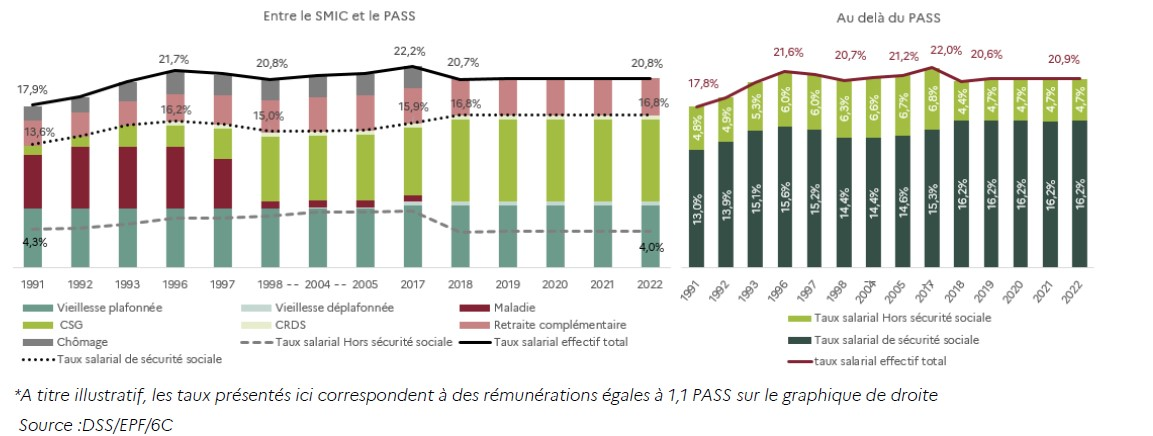 Entre le SMIC et le PASS
21,7%
22,2%
20,8%
20,7%
20,8%
17,9%
16,2%
15,0%
15,9%
16,8%
16,8%
13,6%
4,3%
4,0%
1991 1992 1993 1996 1997 1998 -- 2004 -- 2005 2017 2018 2019 2020 2021 2022
Vieillesse plafonnée Vieillesse déplafonnée Maladie
CSG CRDS Retraite complémentaire
Chômage Taux salarial Hors sécurité sociale Taux salarial effectif total
Taux salarial de sécurité sociale
Au delà du PASS
17,8% 21,6% 20,7% 21,2% 22,0% 20,6% 20,9%
4,8% 4,9% 5,3% 6,0% 6,0% 6,3% 6,6% 6,7% 6,8% 4,4% 4,7% 4,7% 4,7% 4,7%
13,0% 13,9% 15,1% 15,6% 15,2% 14,4% 14,4% 14,6% 15,3% 16,2% 16,2% 16,2% 16,2% 16,2%
1991 1992 1993 1996 1997 1998 2004 2005 2017 2018 2019 2020 2021 2022
Taux salarial Hors sécurité sociale
Taux salarial de sécurité sociale
taux salarial effectif total
*A titre illustratif, les taux présentés ici correspondent à des rémunérations égales à 1,1 PASS sur le graphique de droite
Source :DSS/EPF/6C